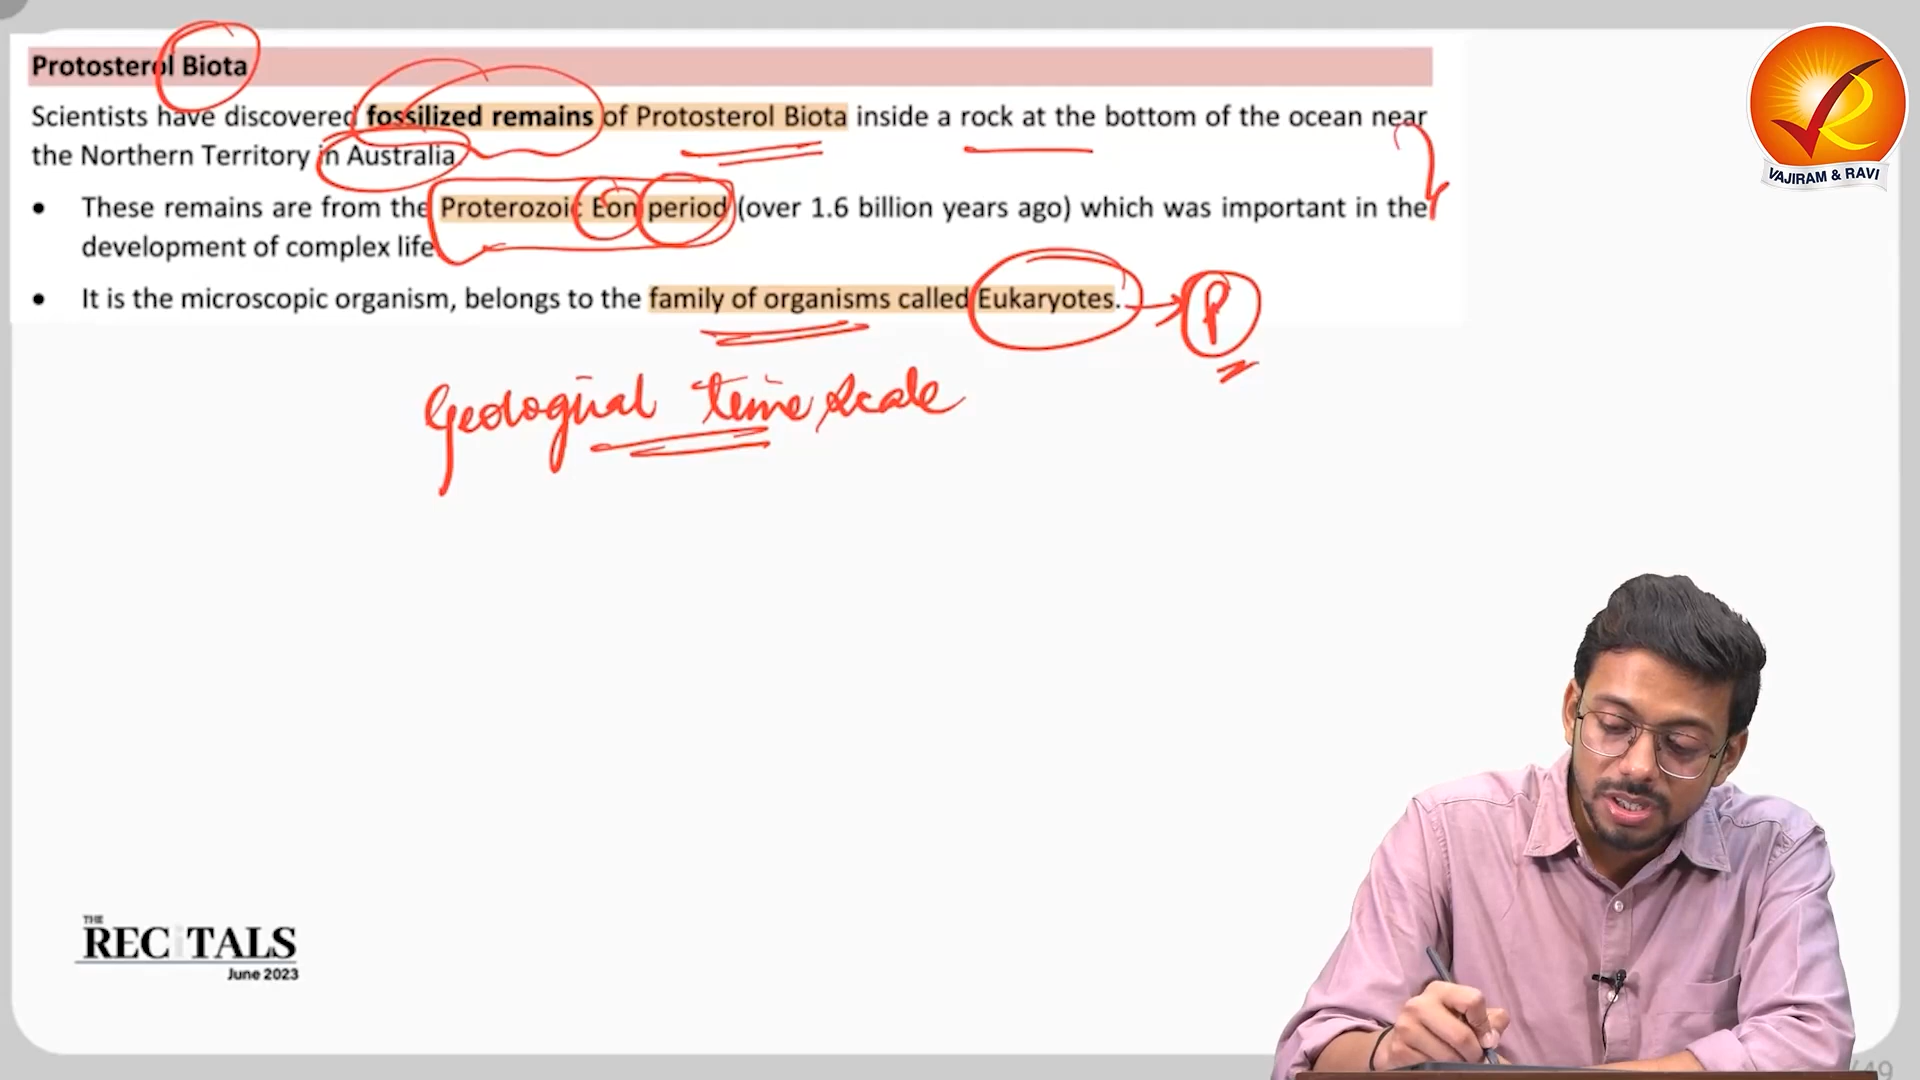 Protosterol Biota
Scientists have discovered fossilized remains of Protosterol Biota inside a rock at the bottom of the ocean near
the Northern Territory in Australia
• These remains are from the Proterozoic Eon period (over 1.6 billion years ago) which was important in the
development of complex life
• It is the microscopic organism, belongs to the family of organisms called Eukaryotes.
P
Geological time scale
VAJIRAM & RAVI
THE
RECiTALS
June 2023